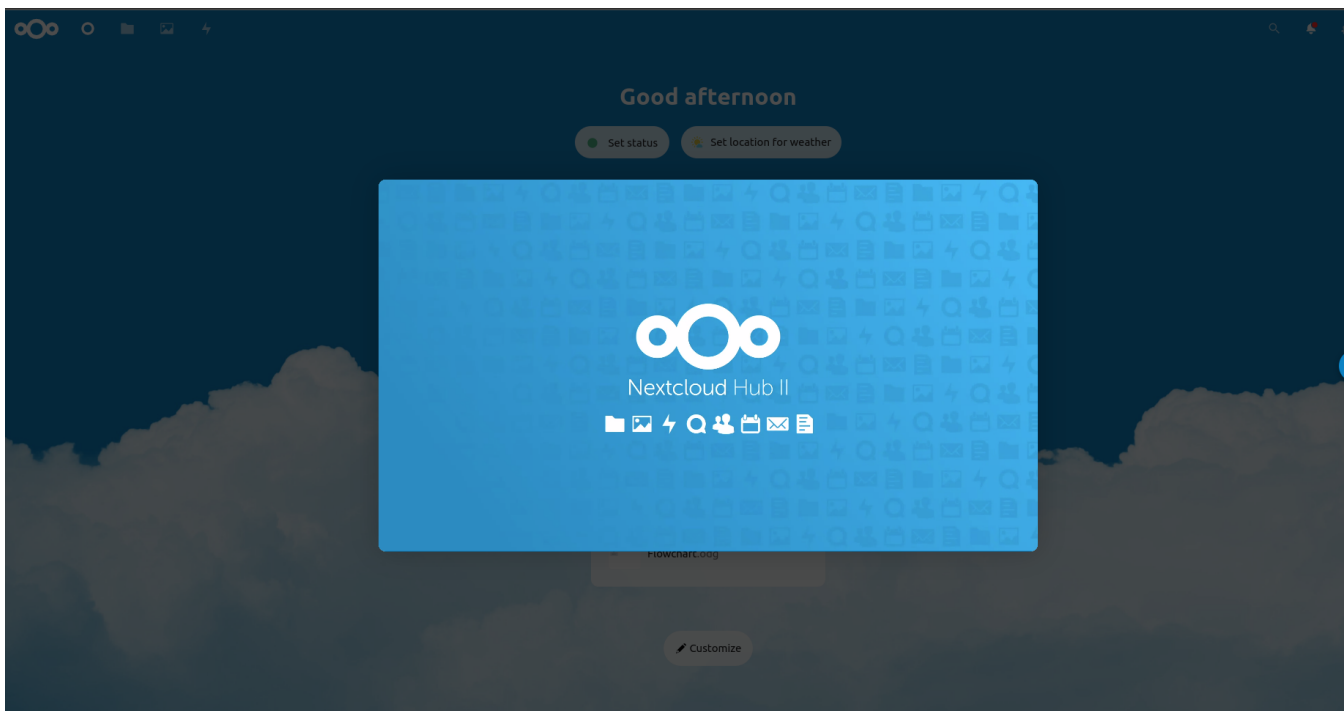 Good afternoon
Set status
Set location for weather
Nextcloud Hub II
Flowchart.odg
Customize